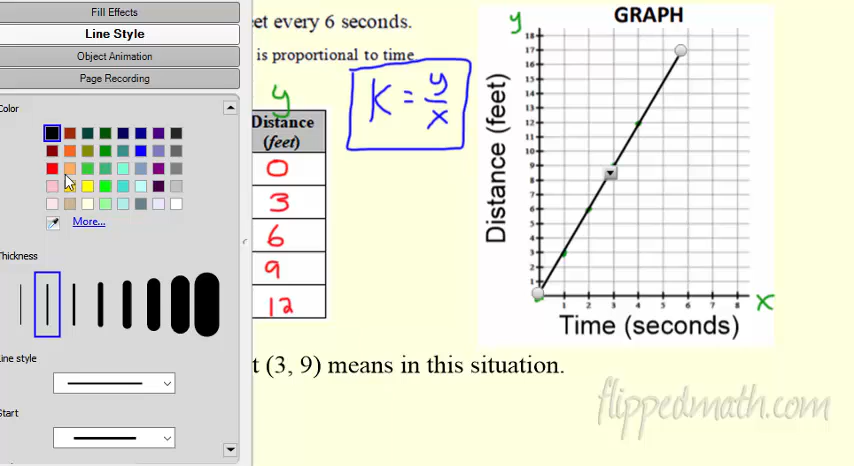 Fill Effects
Line Style
Object Animation
Page Recording
Color
More...
Thickness
Line style
Start
eet every 6 seconds.
is proportional to time
K = y/x
y
Distance
(feet)
0
3
6
9
12
t (3, 9) means in this situation.
GRAPH
y
Distance (feet)
18
17
16
15
14
13
12
11
10
9
8
7
6
5
4
3
2
1
1 2 3 4 5 6 7 8
x
Time (seconds)
flippedmath.com